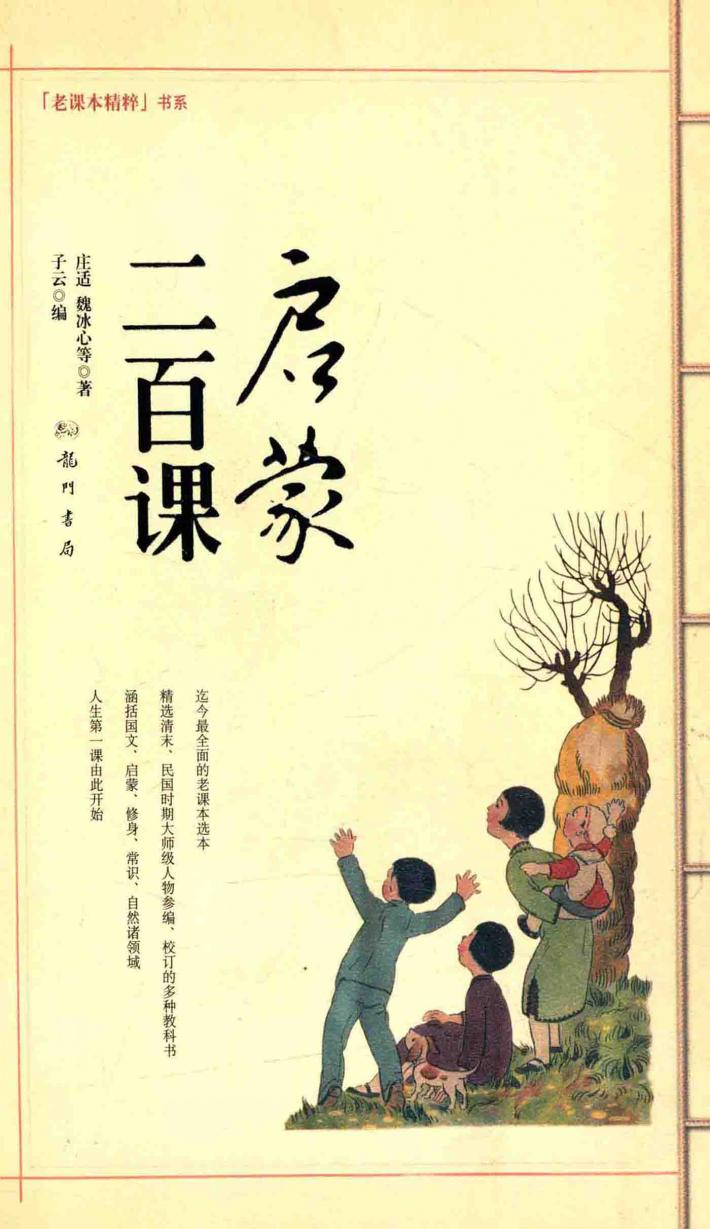 「老课本精粹」书系
启蒙
二百课
庄适 魏冰心等◎著
子云◎编
龍門書局
迄今最全面的老课本选本
精选清末、民国时期大师级人物参编、校订的多种教科书
涵括国文、启蒙、修身、常识、自然诸领域
人生第一课由此开始